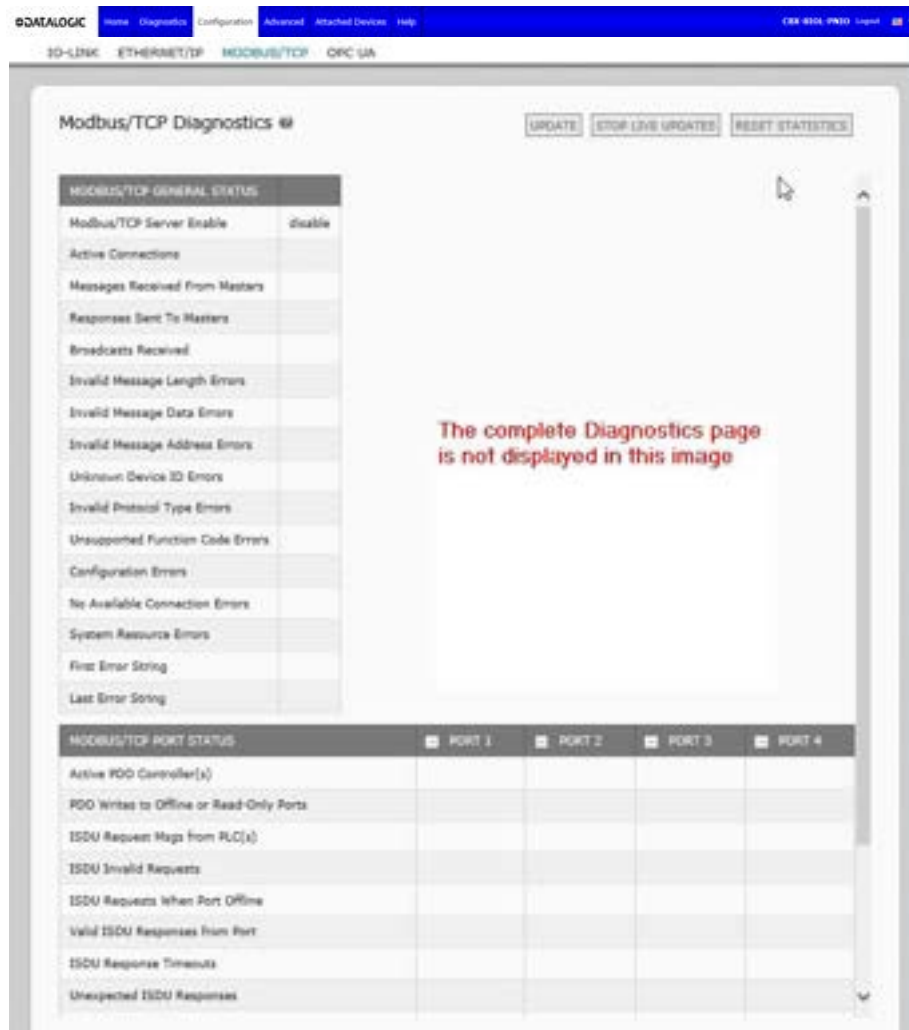 DATALOGIC Home Diagnostics Configuration Advanced Attached Devices Help CBX-8IOL-PNIO Logout
IO-LINK ETHERNET/IP MODBUS/TCP OPC UA
Modbus/TCP Diagnostics
UPDATE STOP LIVE UPDATES RESET STATISTICS
MODBUS/TCP GENERAL STATUS
Modbus/TCP Server Enable disable
Active Connections
Messages Received From Masters
Responses Sent To Masters
Broadcasts Received
Invalid Message Length Errors
Invalid Message Data Errors
Invalid Message Address Errors
Unknown Device ID Errors
Invalid Protocol Type Errors
Unsupported Function Code Errors
Configuration Errors
No Available Connection Errors
System Resource Errors
First Error String
Last Error String
The complete Diagnostics page
is not displayed in this image
MODBUS/TCP PORT STATUS PORT 1 PORT 2 PORT 3 PORT 4
Active PDO Controller(s)
PDO Writes to Offline or Read-Only Ports
ISDU Request Msgs from PLC(s)
ISDU Invalid Requests
ISDU Requests When Port Offline
Valid ISDU Responses from Port
ISDU Response Timeouts
Unexpected ISDU Responses